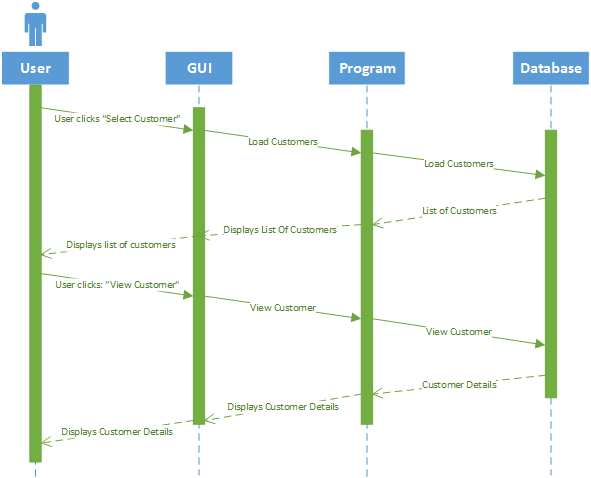 User
GUI
Program
Database
User clicks "Select Customer"
Load Customers
Load Customers
List of Customers
Displays List Of Customers
Displays list of customers
User clicks: "View Customer"
View Customer
View Customer
Customer Details
Displays Customer Details
Displays Customer Details